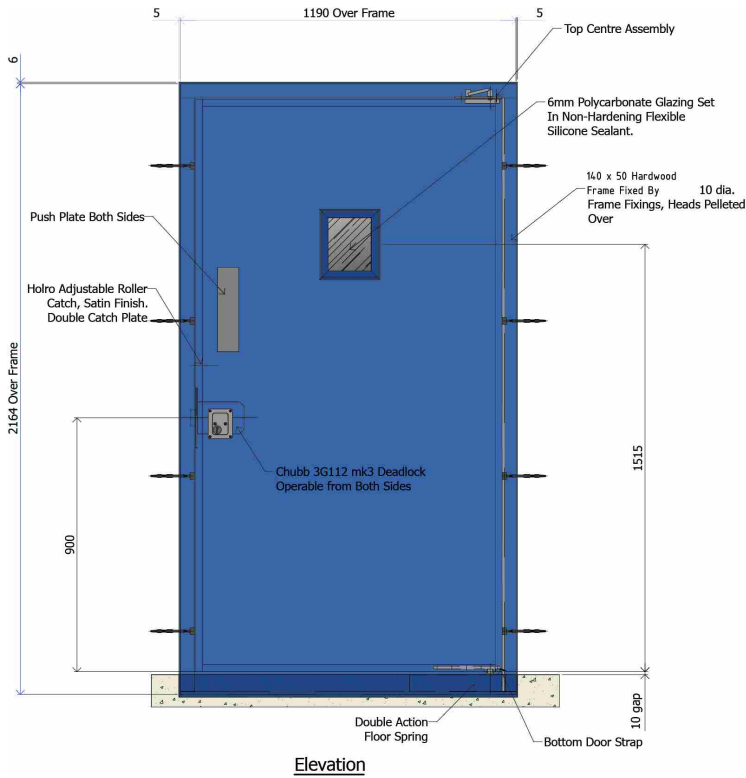 5
1190 Over Frame
5
Top Centre Assembly
6
6mm Polycarbonate Glazing Set
In Non-Hardening Flexible
Silicone Sealant.
140 x 50 Hardwood
Frame Fixed By 10 dia.
Frame Fixings, Heads Pelleted
Over
Push Plate Both Sides
Holro Adjustable Roller
Catch, Satin Finish.
Double Catch Plate
2164 Over Frame
Chubb 3G112 mk3 Deadlock
Operable from Both Sides
1515
900
10 gap
Double Action
Floor Spring
Bottom Door Strap
Elevation